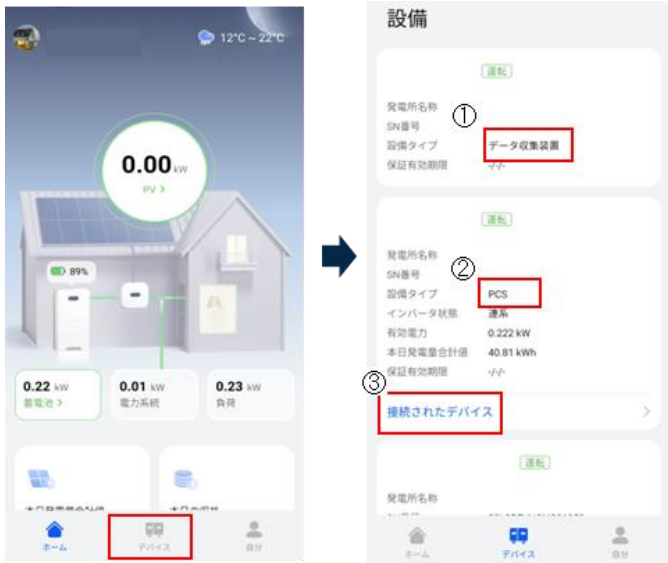 12°C ~ 22°C
0.00 kW
PV >
89%
0.22 kW
蓄電池 >
0.01 kW
電力系統
0.23 kW
負荷
ホーム
デバイス
自分
設備
運転
発電所名称
①
SN番号
設備タイプ データ収集装置
保証有効期限 -/-/-
運転
発電所名称
②
SN番号
設備タイプ PCS
インバータ状態 連系
有効電力 0.222 kW
本日発電量合計値 40.81 kWh
保証有効期限 -/-/-
③
接続されたデバイス >
運転
発電所名称
ホーム
デバイス
自分